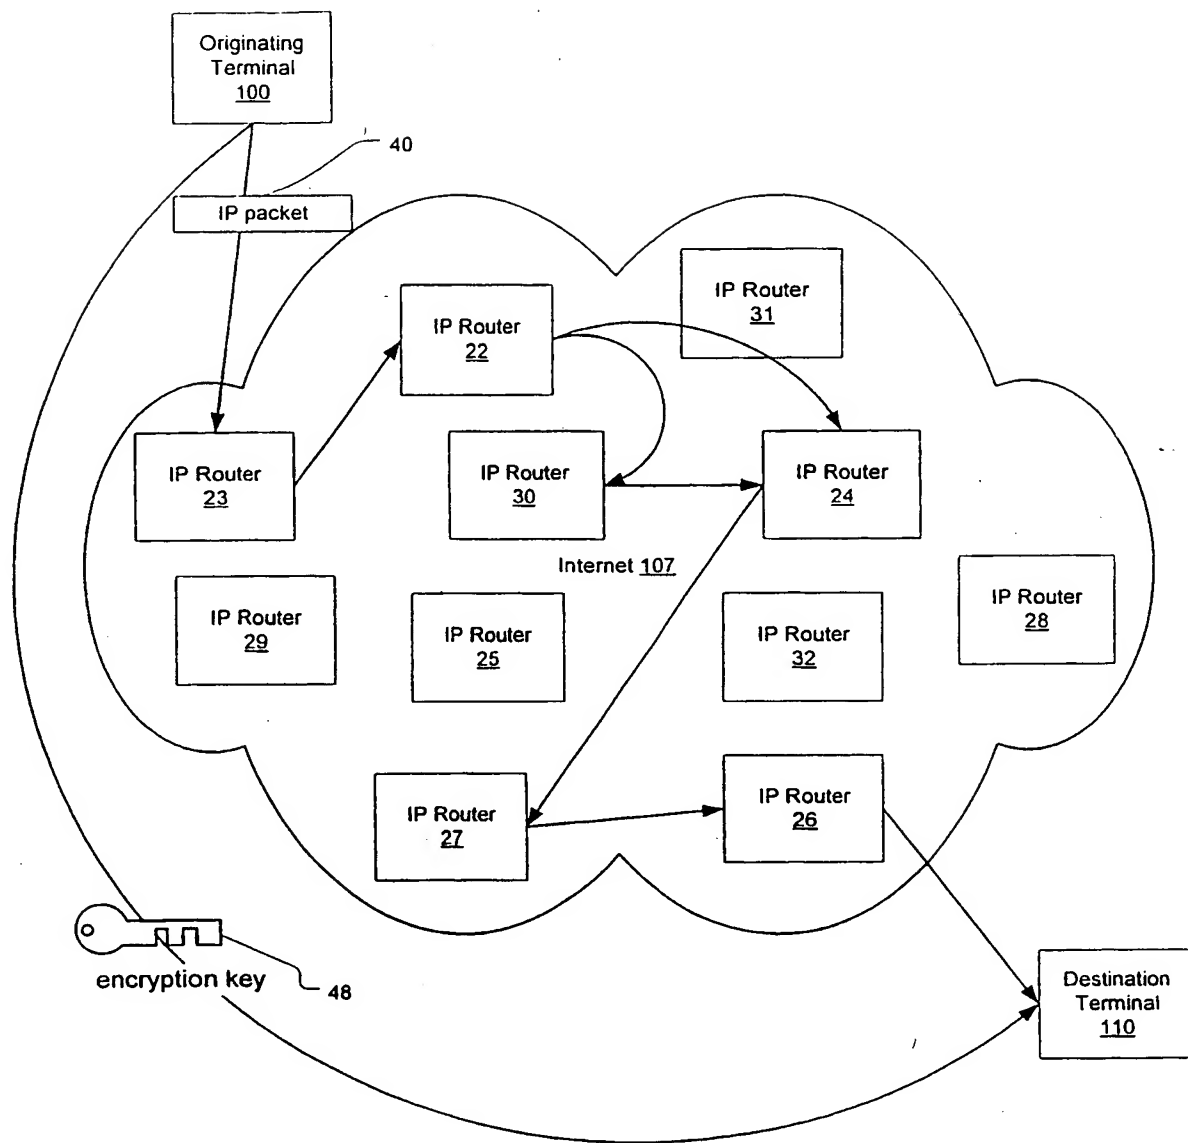 Originating
Terminal
100
40
IP packet
IP Router
31
IP Router
22
IP Router
23
IP Router
30
IP Router
24
Internet 107
IP Router
29
IP Router
25
IP Router
32
IP Router
28
IP Router
27
IP Router
26
encryption key
48
Destination
Terminal
110